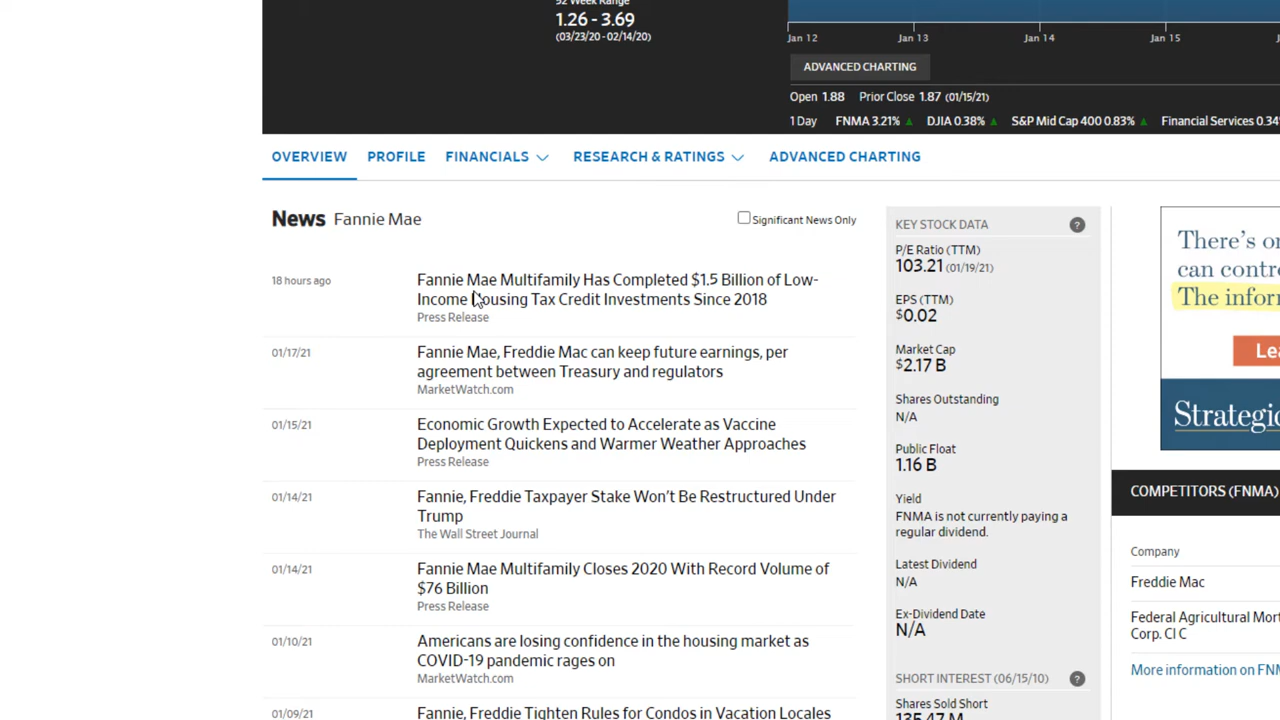 52 Week Range
1.26 - 3.69
(03/23/20 - 02/14/20)
Jan 12
Jan 13
Jan 14
Jan 15
ADVANCED CHARTING
Open 1.88 Prior Close 1.87 (01/15/21)
1 Day FNMA 3.21% DJIA 0.38% S&P Mid Cap 400 0.83% Financial Services 0.34
OVERVIEW PROFILE FINANCIALS RESEARCH & RATINGS ADVANCED CHARTING
News Fannie Mae
Significant News Only
18 hours ago
Fannie Mae Multifamily Has Completed $1.5 Billion of Low-
Income Housing Tax Credit Investments Since 2018
Press Release
01/17/21
Fannie Mae, Freddie Mac can keep future earnings, per
agreement between Treasury and regulators
MarketWatch.com
01/15/21
Economic Growth Expected to Accelerate as Vaccine
Deployment Quickens and Warmer Weather Approaches
Press Release
01/14/21
Fannie, Freddie Taxpayer Stake Won't Be Restructured Under
Trump
The Wall Street Journal
01/14/21
Fannie Mae Multifamily Closes 2020 With Record Volume of
$76 Billion
Press Release
01/10/21
Americans are losing confidence in the housing market as
COVID-19 pandemic rages on
MarketWatch.com
01/09/21
Fannie, Freddie Tighten Rules for Condos in Vacation Locales
KEY STOCK DATA ?
P/E Ratio (TTM)
103.21 (01/19/21)
EPS (TTM)
$0.02
Market Cap
$2.17 B
Shares Outstanding
N/A
Public Float
1.16 B
Yield
FNMA is not currently paying a
regular dividend.
Latest Dividend
N/A
Ex-Dividend Date
N/A
SHORT INTEREST (06/15/10) ?
Shares Sold Short
135.47 M
There's
can contr
The infor
Strategi
COMPETITORS (FNMA)
Company
Freddie Mac
Federal Agricultural Mort
Corp. Cl C
More information on FN